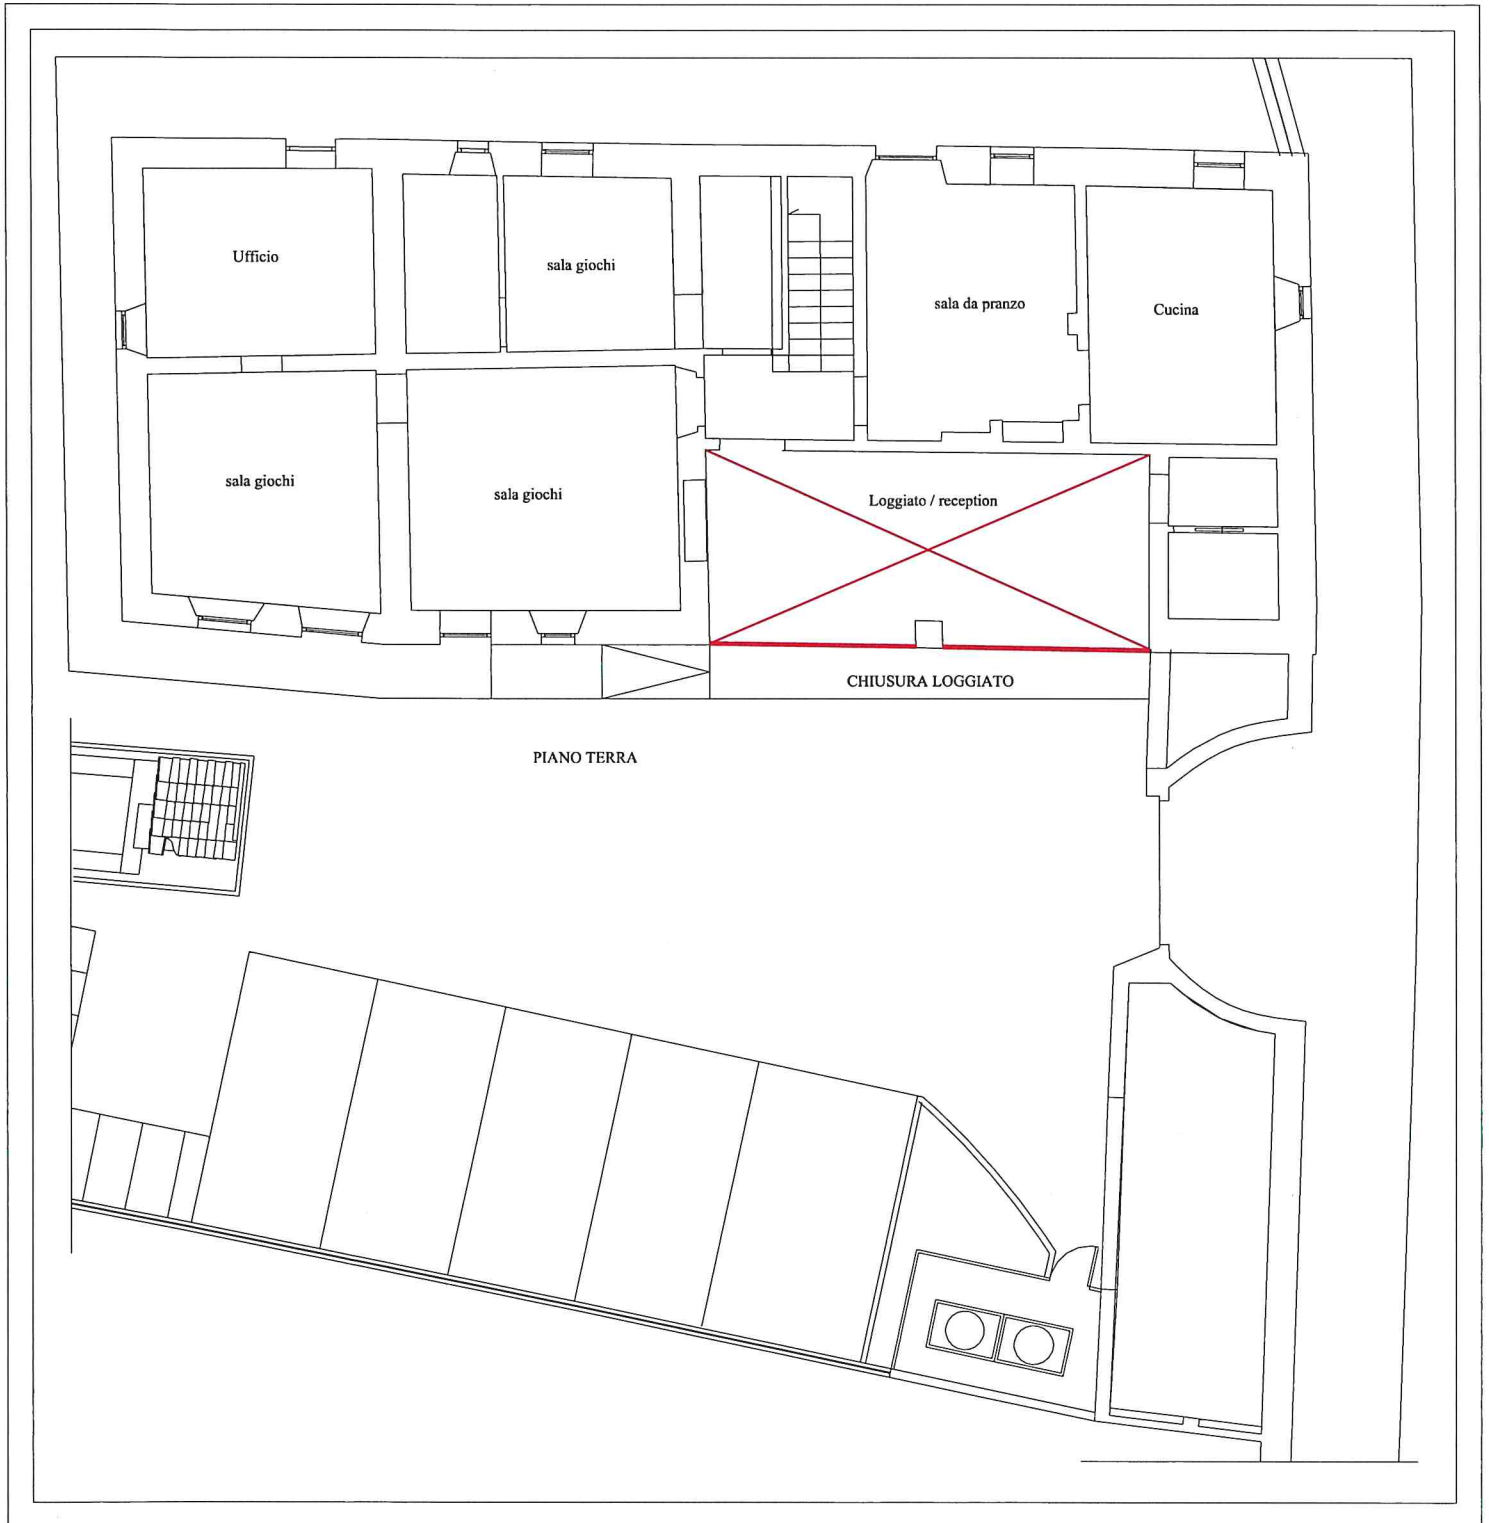 Ufficio
sala giochi
sala da pranzo
Cucina
sala giochi
sala giochi
Loggiato / reception
CHIUSURA LOGGIATO
PIANO TERRA